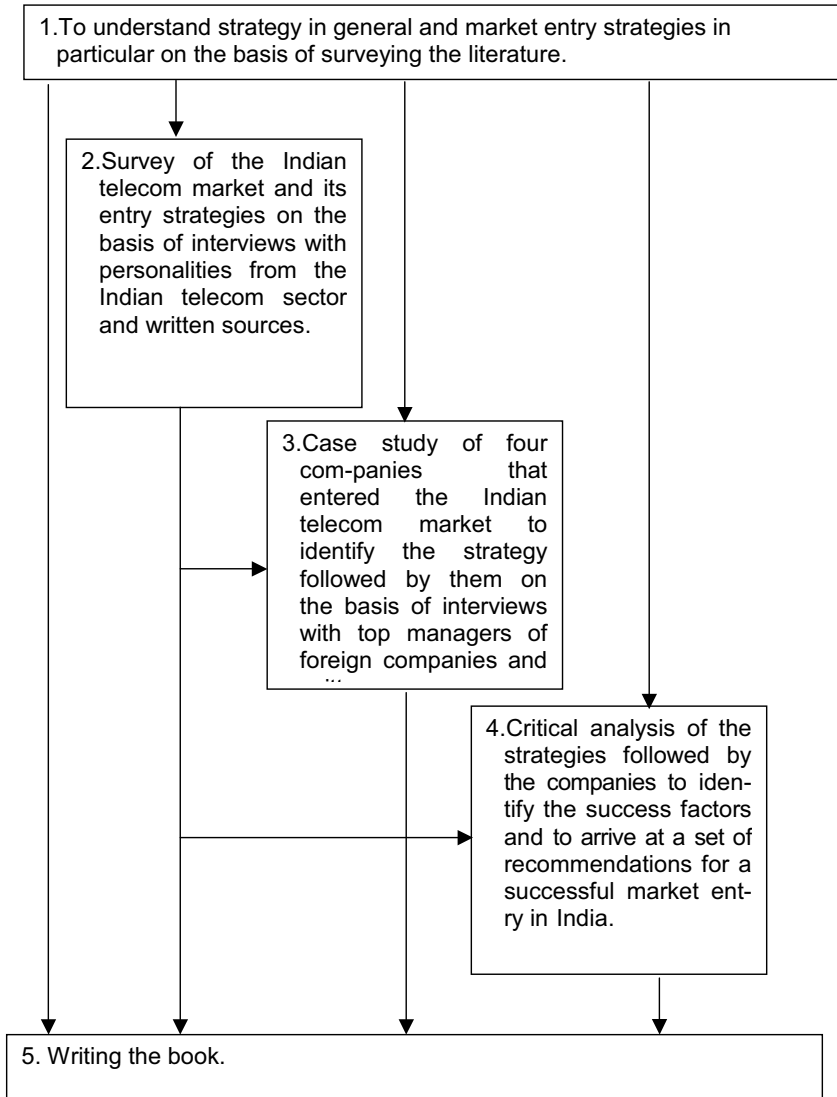 1.To understand strategy in general and market entry strategies in
particular on the basis of surveying the literature.
2.Survey of the Indian
telecom market and its
entry strategies on the
basis of interviews with
personalities from the
Indian telecom sector
and written sources.
3.Case study of four
com-panies that
entered the Indian
telecom market to
identify the strategy
followed by them on
the basis of interviews
with top managers of
foreign companies and
4.Critical analysis of the
strategies followed by
the companies to iden-
tify the success factors
and to arrive at a set of
recommendations for a
successful market ent-
ry in India.
5. Writing the book.